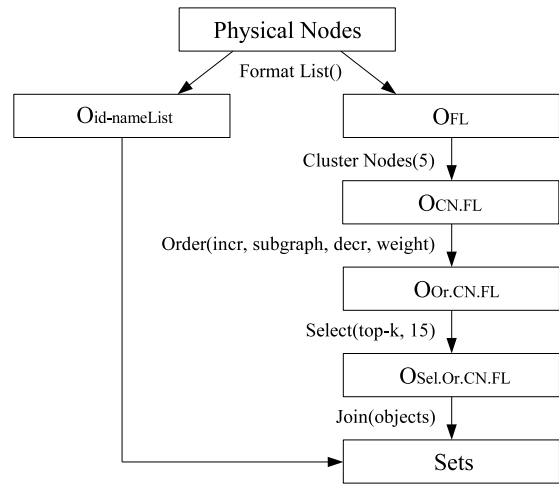 Physical Nodes
Format List()
Oid-nameList
OFL
Cluster Nodes(5)
OCN.FL
Order(incr, subgraph, decr, weight)
OOr.CN.FL
Select(top-k, 15)
OSel.Or.CN.FL
Join(objects)
Sets